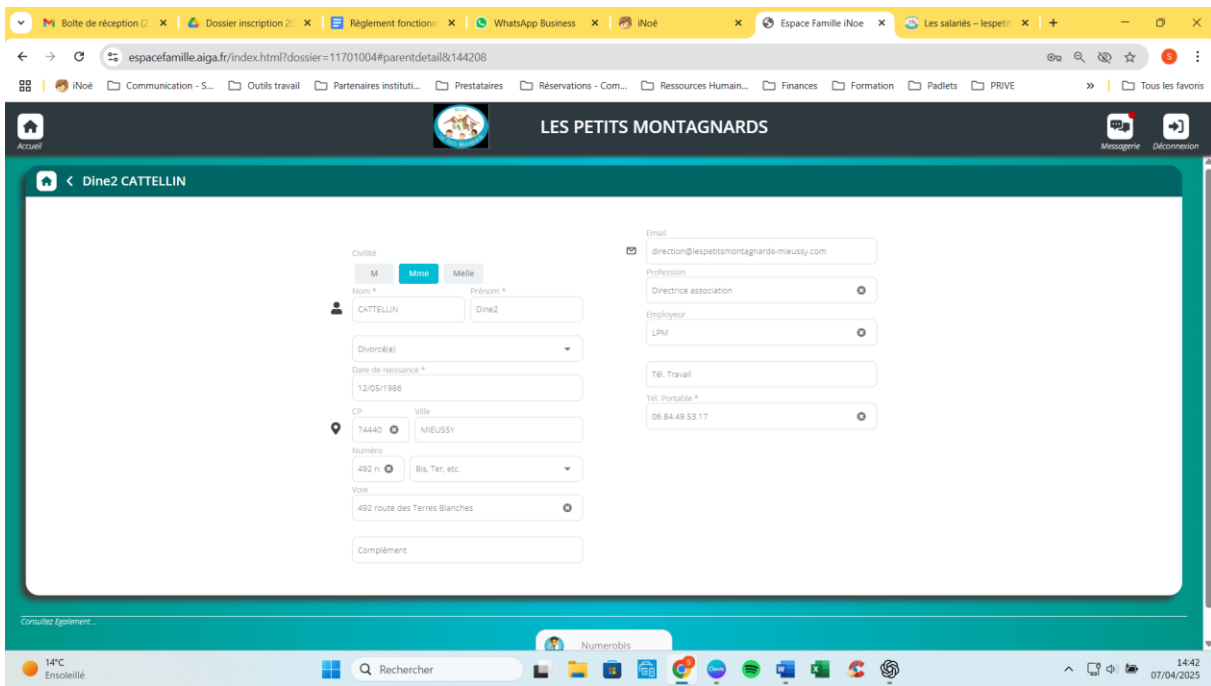 Boîte de réception (2
Dossier inscription 20
Règlement fonctionn
WhatsApp Business
iNoé
Espace Famille iNoe
Les salariés – lespetit
espacefamille.aiga.fr/index.html?dossier=11701004#parentdetail&144208
S
iNoé
Communication - S...
Outils travail
Partenaires instituti...
Prestataires
Réservations - Com...
Ressources Humain...
Finances
Formation
Padlets
PRIVE
Tous les favoris
Accueil
LES PETITS MONTAGNARDS
Messagerie
Déconnexion
Dine2 CATTELLIN
Civilité
M Mme Melle
Nom * Prénom *
CATTELLIN Dine2
Divorcé(e)
Date de naissance *
12/05/1986
CP Ville
74440 MIEUSSY
Numéro
492 r Bis, Ter, etc.
Voie
492 route des Terres Blanches
Complément
Email
direction@lespetitsmontagnards-mieussy.com
Profession
Directrice association
Employeur
LPM
Tél. Travail
Tél. Portable *
06.84.49.53.17
Consultez Egalement ...
Numerobis
14°C
Ensoleillé
Rechercher
14:42
07/04/2025